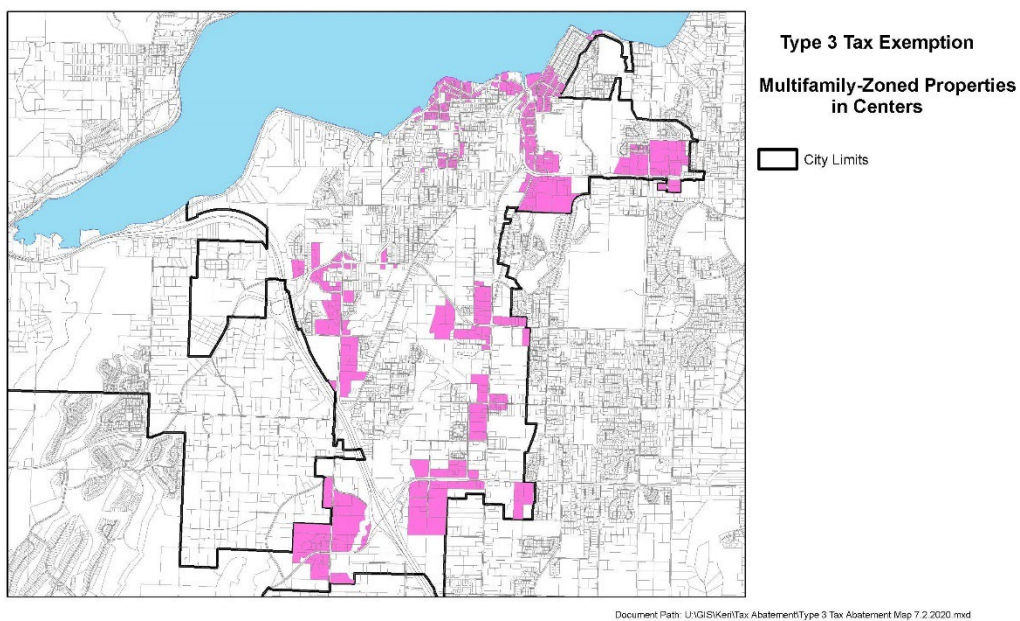 Type 3 Tax Exemption
Multifamily-Zoned Properties
in Centers
City Limits
Document Path: U:\GIS\Keri\Tax Abatement\Type 3 Tax Abatement Map 7.2.2020.mxd